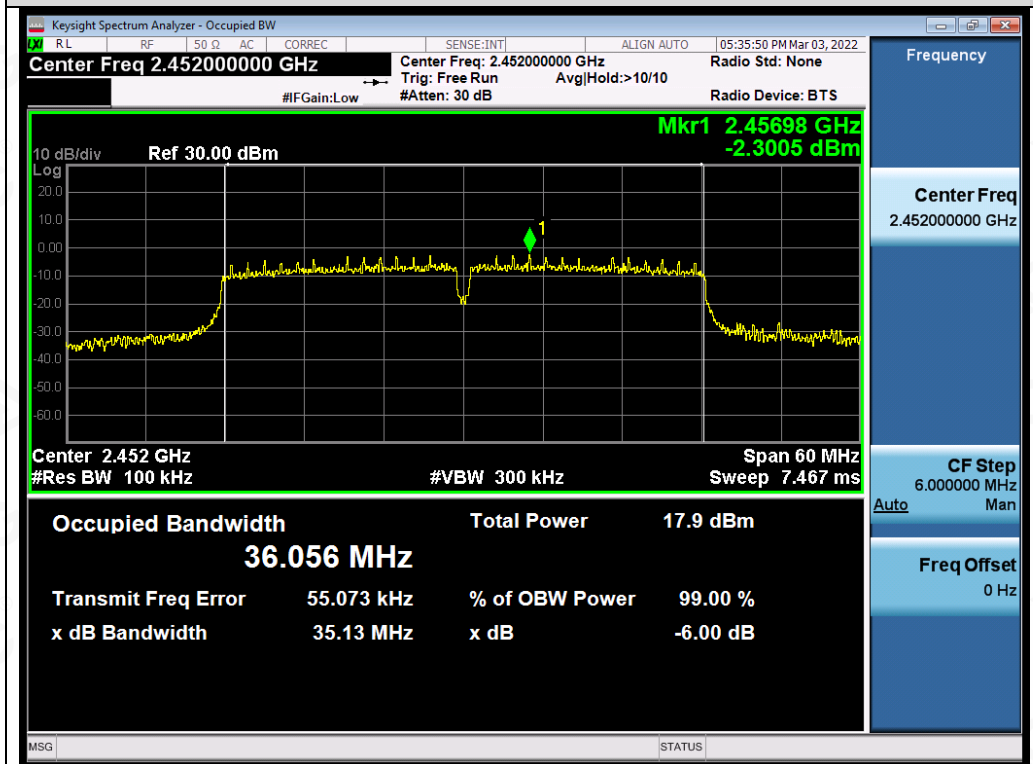 Keysight Spectrum Analyzer - Occupied BW
LXI RL RF 50 Ω AC CORREC SENSE:INT ALIGN AUTO 05:35:50 PM Mar 03, 2022
Center Freq 2.452000000 GHz
Center Freq: 2.452000000 GHz Radio Std: None
Trig: Free Run Avg|Hold:>10/10
#IFGain:Low #Atten: 30 dB Radio Device: BTS
Mkr1 2.45698 GHz
-2.3005 dBm
10 dB/div Ref 30.00 dBm
Log
20.0
10.0
0.00
-10.0
-20.0
-30.0
-40.0
-50.0
-60.0
1
Center 2.452 GHz Span 60 MHz
#Res BW 100 kHz #VBW 300 kHz Sweep 7.467 ms
Occupied Bandwidth Total Power 17.9 dBm
36.056 MHz
Transmit Freq Error 55.073 kHz % of OBW Power 99.00 %
x dB Bandwidth 35.13 MHz x dB -6.00 dB
Frequency
Center Freq
2.452000000 GHz
CF Step
6.000000 MHz
Auto Man
Freq Offset
0 Hz
MSG STATUS